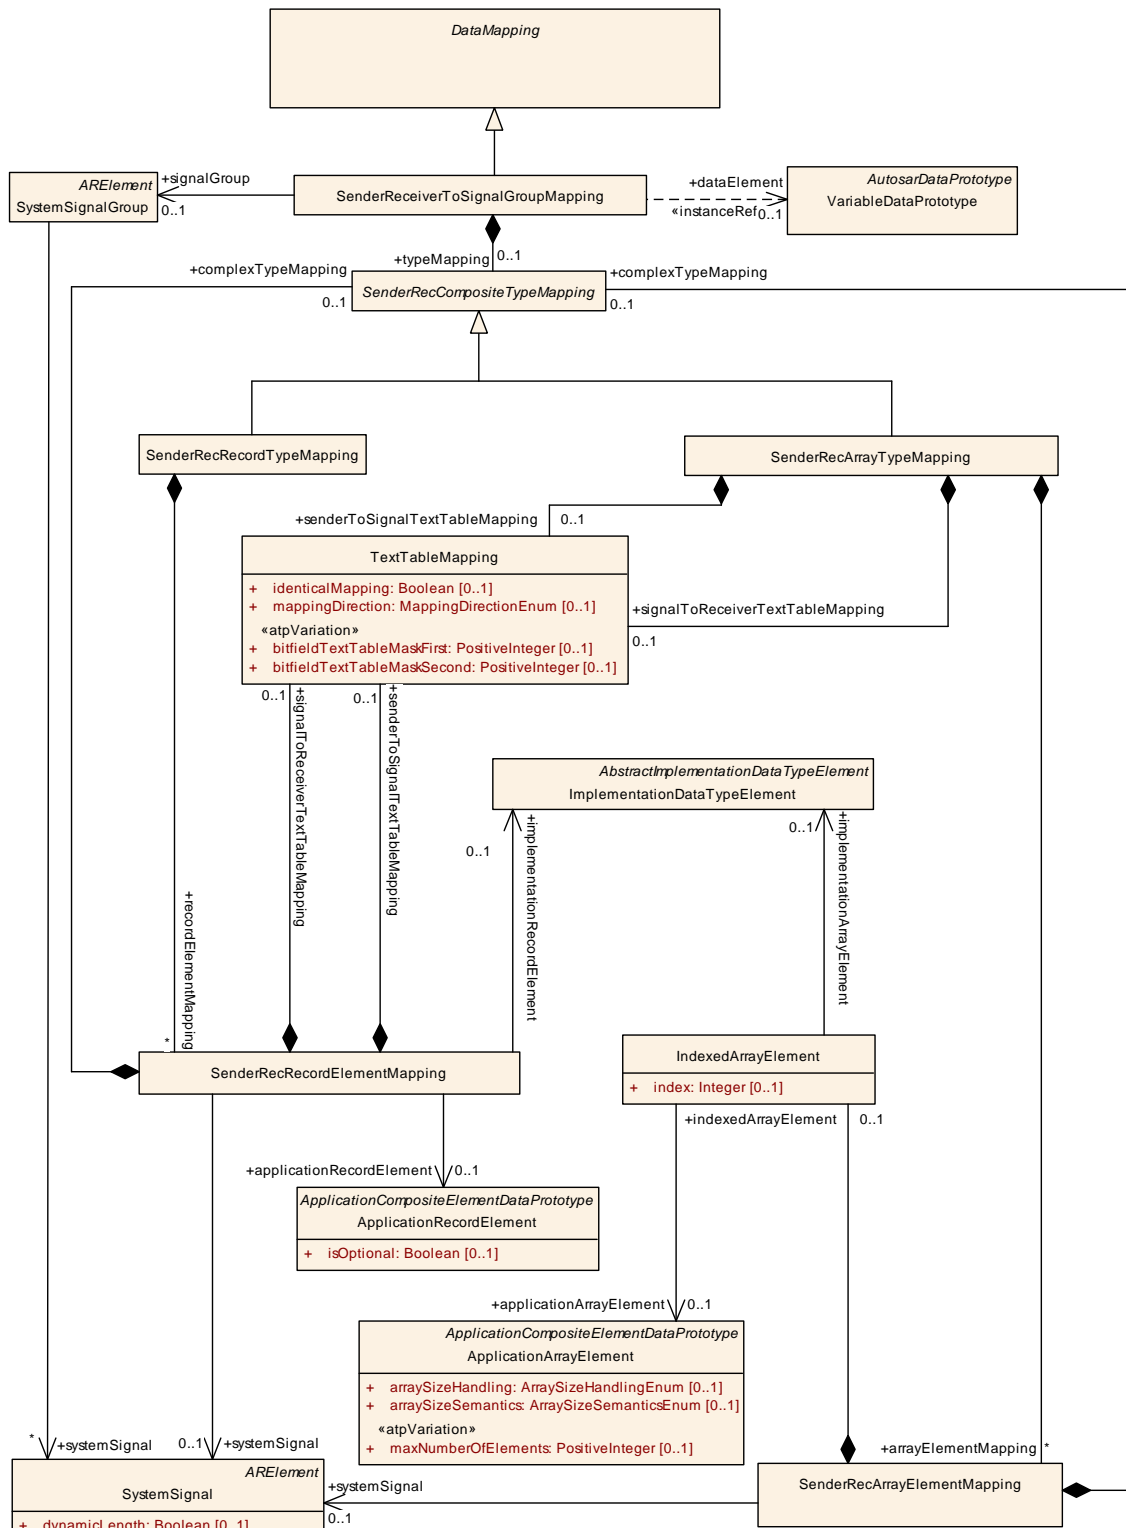 DataMapping
ARElement
SystemSignalGroup
+signalGroup
0..1
SenderReceiverToSignalGroupMapping
+dataElement
«instanceRef»
0..1
AutosarDataPrototype
VariableDataPrototype
+typeMapping
0..1
+complexTypeMapping
0..1
SenderRecCompositeTypeMapping
+complexTypeMapping
0..1
SenderRecRecordTypeMapping
SenderRecArrayTypeMapping
+senderToSignalTextTableMapping
0..1
TextTableMapping
+ identicalMapping: Boolean [0..1]
+ mappingDirection: MappingDirectionEnum [0..1]
«atpVariation»
+ bitfieldTextTableMaskFirst: PositiveInteger [0..1]
+ bitfieldTextTableMaskSecond: PositiveInteger [0..1]
+signalToReceiverTextTableMapping
0..1
0..1
+signalToReceiverTextTableMapping
0..1
+senderToSignalTextTableMapping
AbstractImplementationDataTypeElement
ImplementationDataTypeElement
0..1
+implementationRecordElement
0..1
+implementationArrayElement
+recordElementMapping
*
SenderRecRecordElementMapping
IndexedArrayElement
+ index: Integer [0..1]
+indexedArrayElement
0..1
+applicationRecordElement
0..1
ApplicationCompositeElementDataPrototype
ApplicationRecordElement
+ isOptional: Boolean [0..1]
+applicationArrayElement
0..1
ApplicationCompositeElementDataPrototype
ApplicationArrayElement
+ arraySizeHandling: ArraySizeHandlingEnum [0..1]
+ arraySizeSemantics: ArraySizeSemanticsEnum [0..1]
«atpVariation»
+ maxNumberOfElements: PositiveInteger [0..1]
*
+systemSignal
0..1
+systemSignal
+arrayElementMapping
*
ARElement
SystemSignal
+ dynamicLength: Boolean [0..1]
+systemSignal
0..1
SenderRecArrayElementMapping